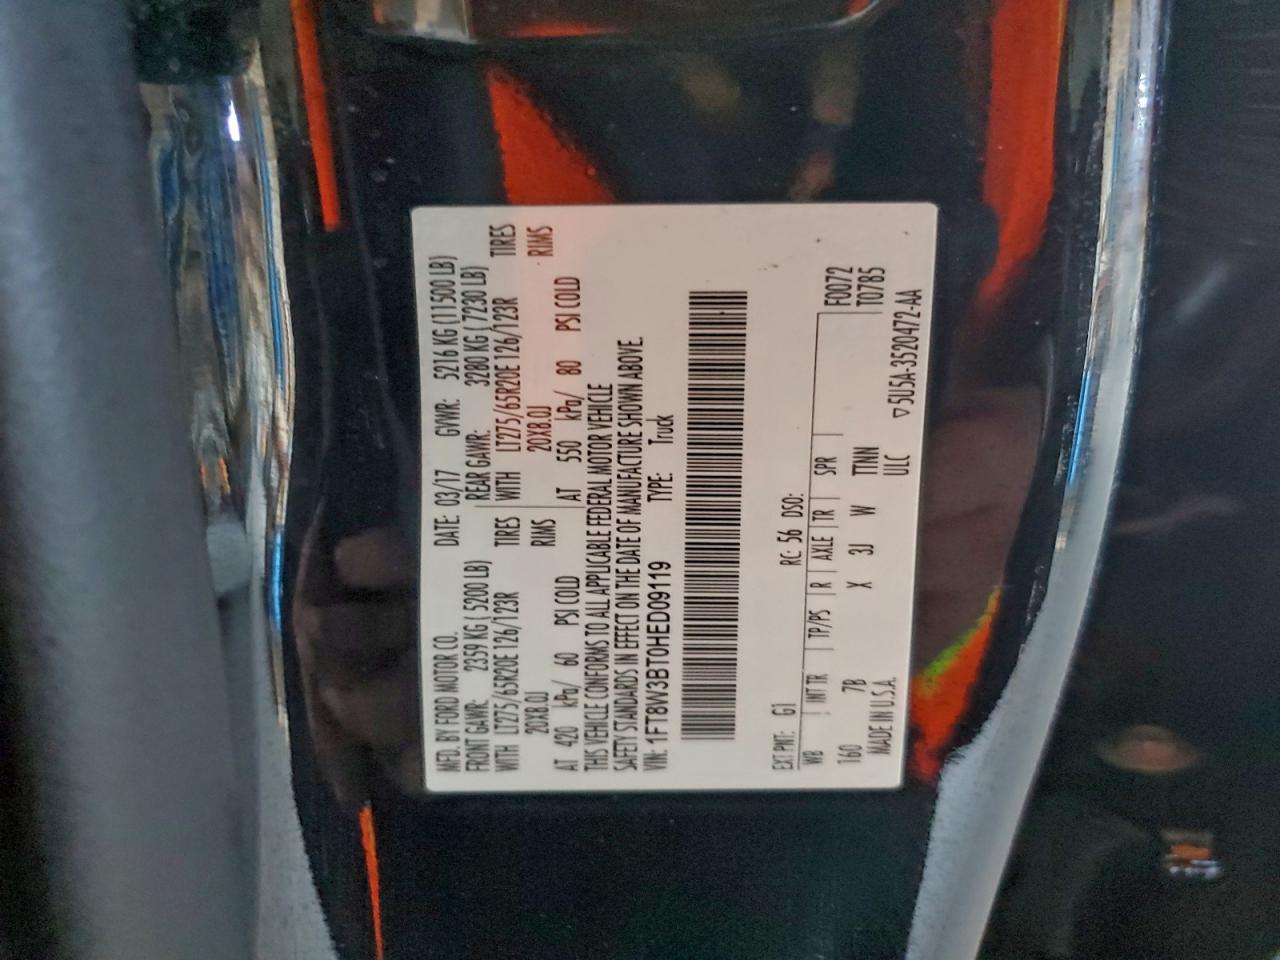 MFD. BY FORD MOTOR CO. DATE: 03/17 GVWR: 5216 KG (11500 LB)
FRONT GAWR: 2359 KG ( 5200 LB) REAR GAWR: 3280 KG ( 7230 LB)
WITH LT275/65R20E 126/123R TIRES WITH LT275/65R20E 126/123R TIRES
20X8.0J RIMS 20X8.0J RIMS
AT 420 kPa/ 60 PSI COLD AT 550 kPa/ 80 PSI COLD
THIS VEHICLE CONFORMS TO ALL APPLICABLE FEDERAL MOTOR VEHICLE
SAFETY STANDARDS IN EFFECT ON THE DATE OF MANUFACTURE SHOWN ABOVE.
VIN: 1FT8W3BT0HED09119 TYPE: Truck
EXT PNT: G1 RC: 56 DSO:
WB INT TR TP/PS R AXLE TR SPR F0072
160 7B X 3J W TTNN T0785
MADE IN U.S.A. ULC
▽5U5A-3520472-AA